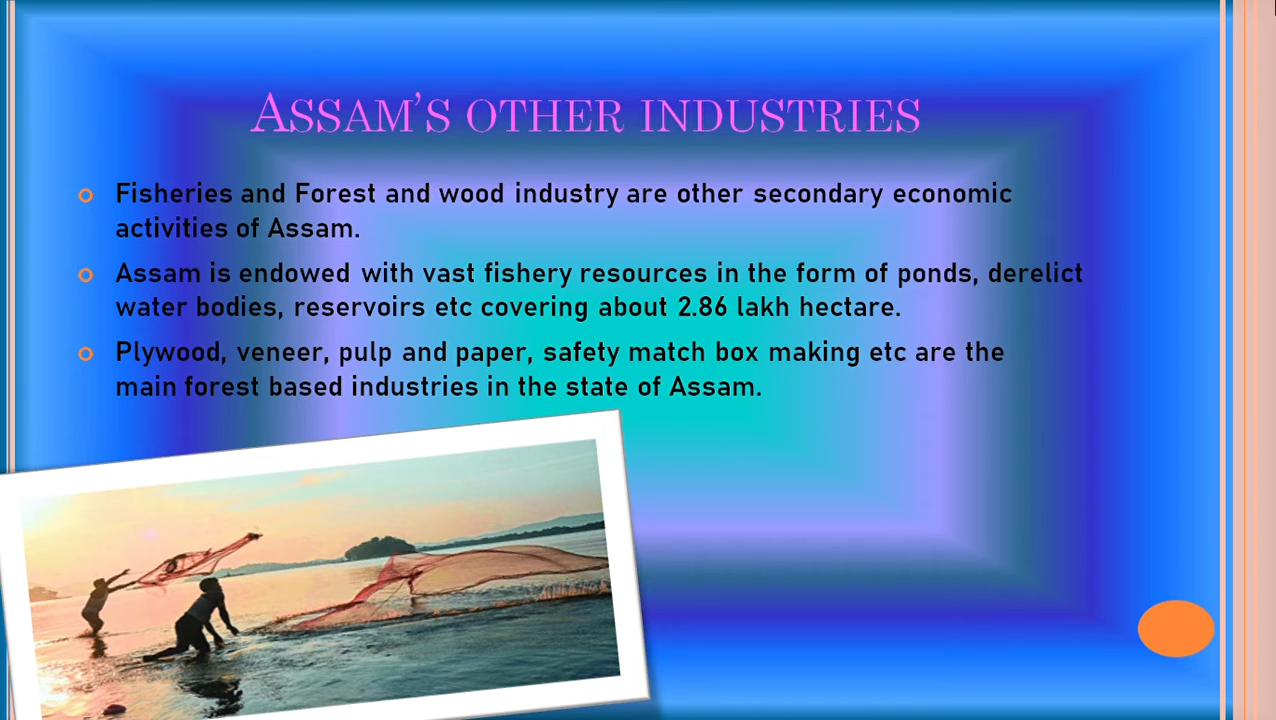 Assam's other industries
Fisheries and Forest and wood industry are other secondary economic
activities of Assam.
Assam is endowed with vast fishery resources in the form of ponds, derelict
water bodies, reservoirs etc covering about 2.86 lakh hectare.
Plywood, veneer, pulp and paper, safety match box making etc are the
main forest based industries in the state of Assam.